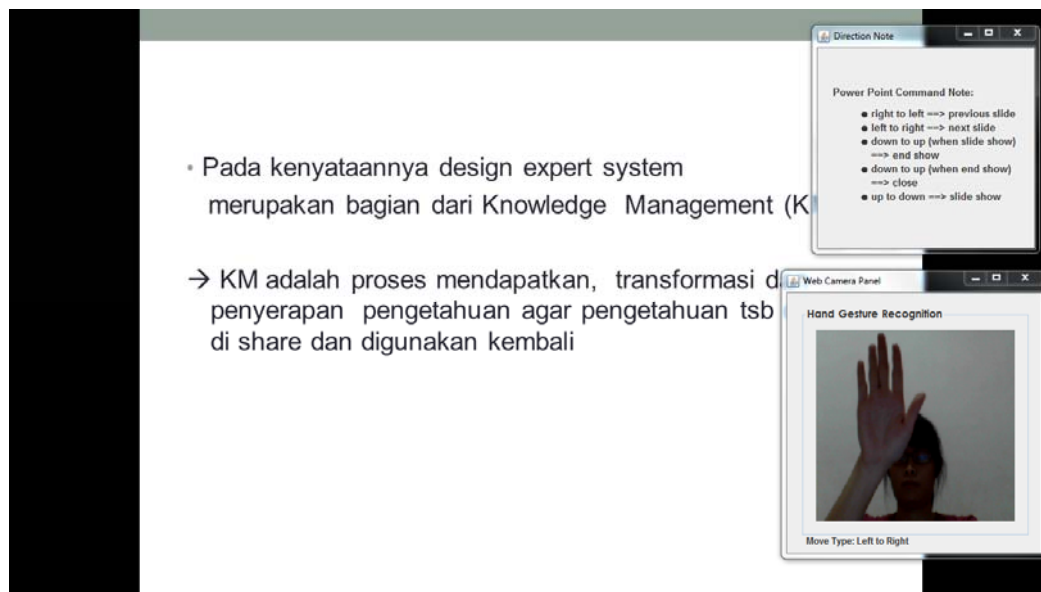 • Pada kenyataannya design expert system
merupakan bagian dari Knowledge Management
→ KM adalah proses mendapatkan, transformasi
penyerapan pengetahuan agar pengetahuan tsb
di share dan digunakan kembali
Direction Note
Power Point Command Note:
• right to left ==> previous slide
• left to right ==> next slide
• down to up (when slide show)
==> end show
• down to up (when end show)
==> close
• up to down ==> slide show
Web Camera Panel
Hand Gesture Recognition
Move Type: Left to Right